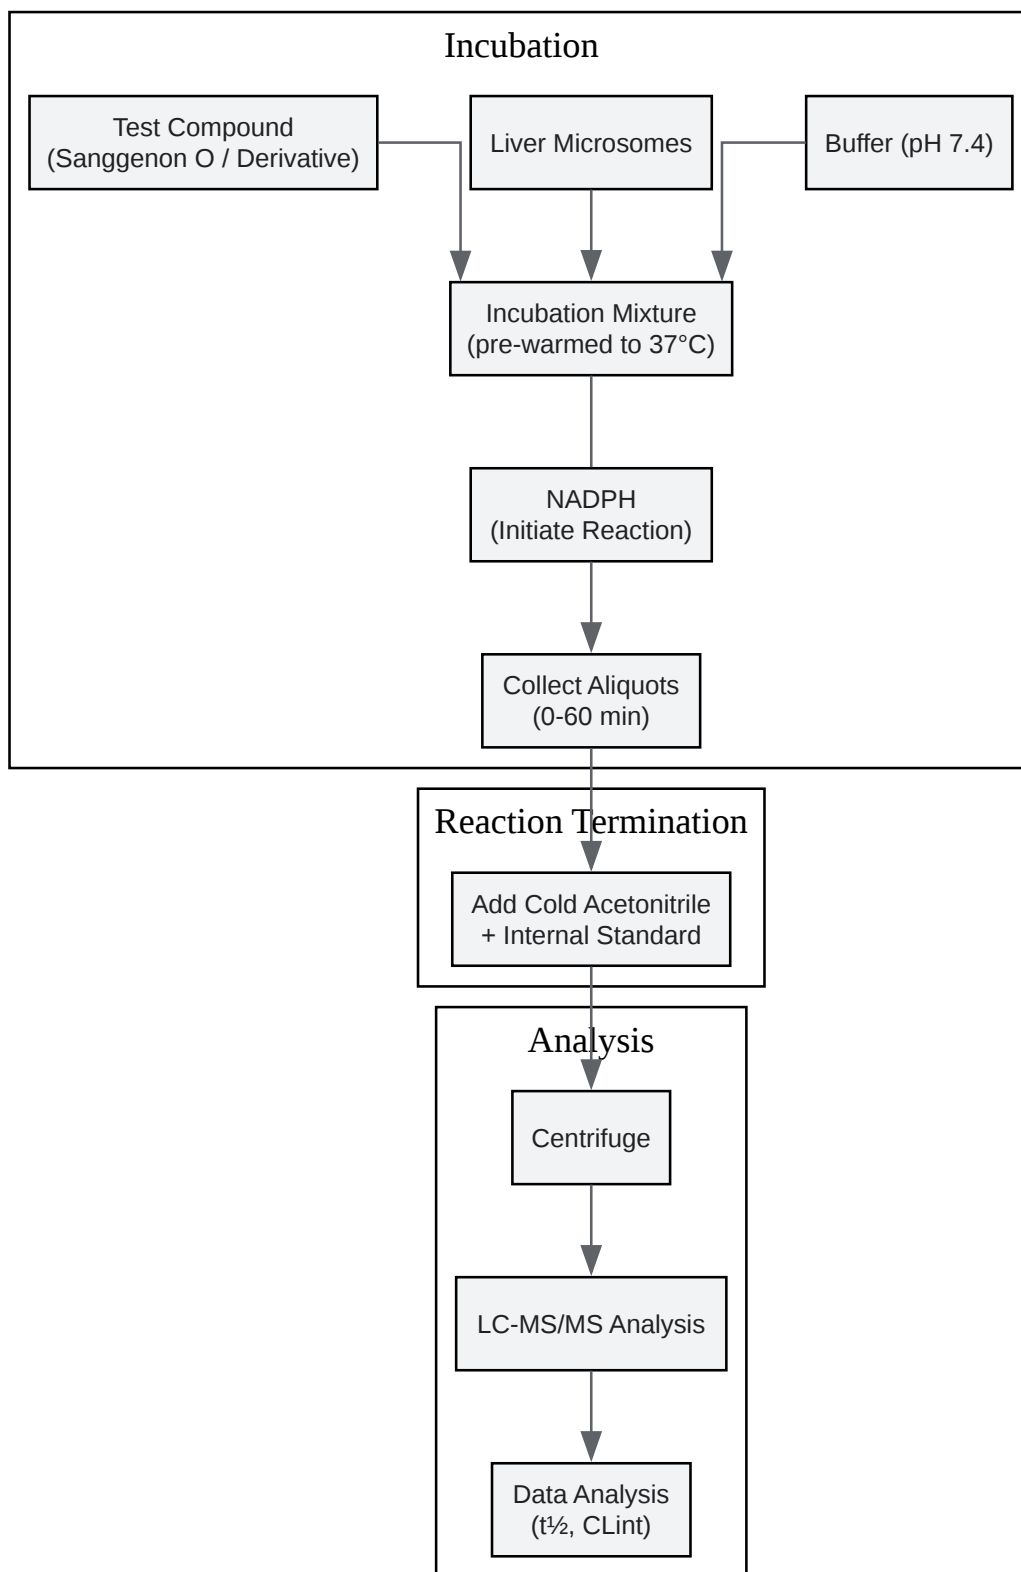 Incubation
Test Compound
(Sanggenon O / Derivative)
Liver Microsomes
Buffer (pH 7.4)
Incubation Mixture
(pre-warmed to 37°C)
NADPH
(Initiate Reaction)
Collect Aliquots
(0-60 min)
Reaction Termination
Add Cold Acetonitrile
+ Internal Standard
Analysis
Centrifuge
LC-MS/MS Analysis
Data Analysis
(t½, CLint)